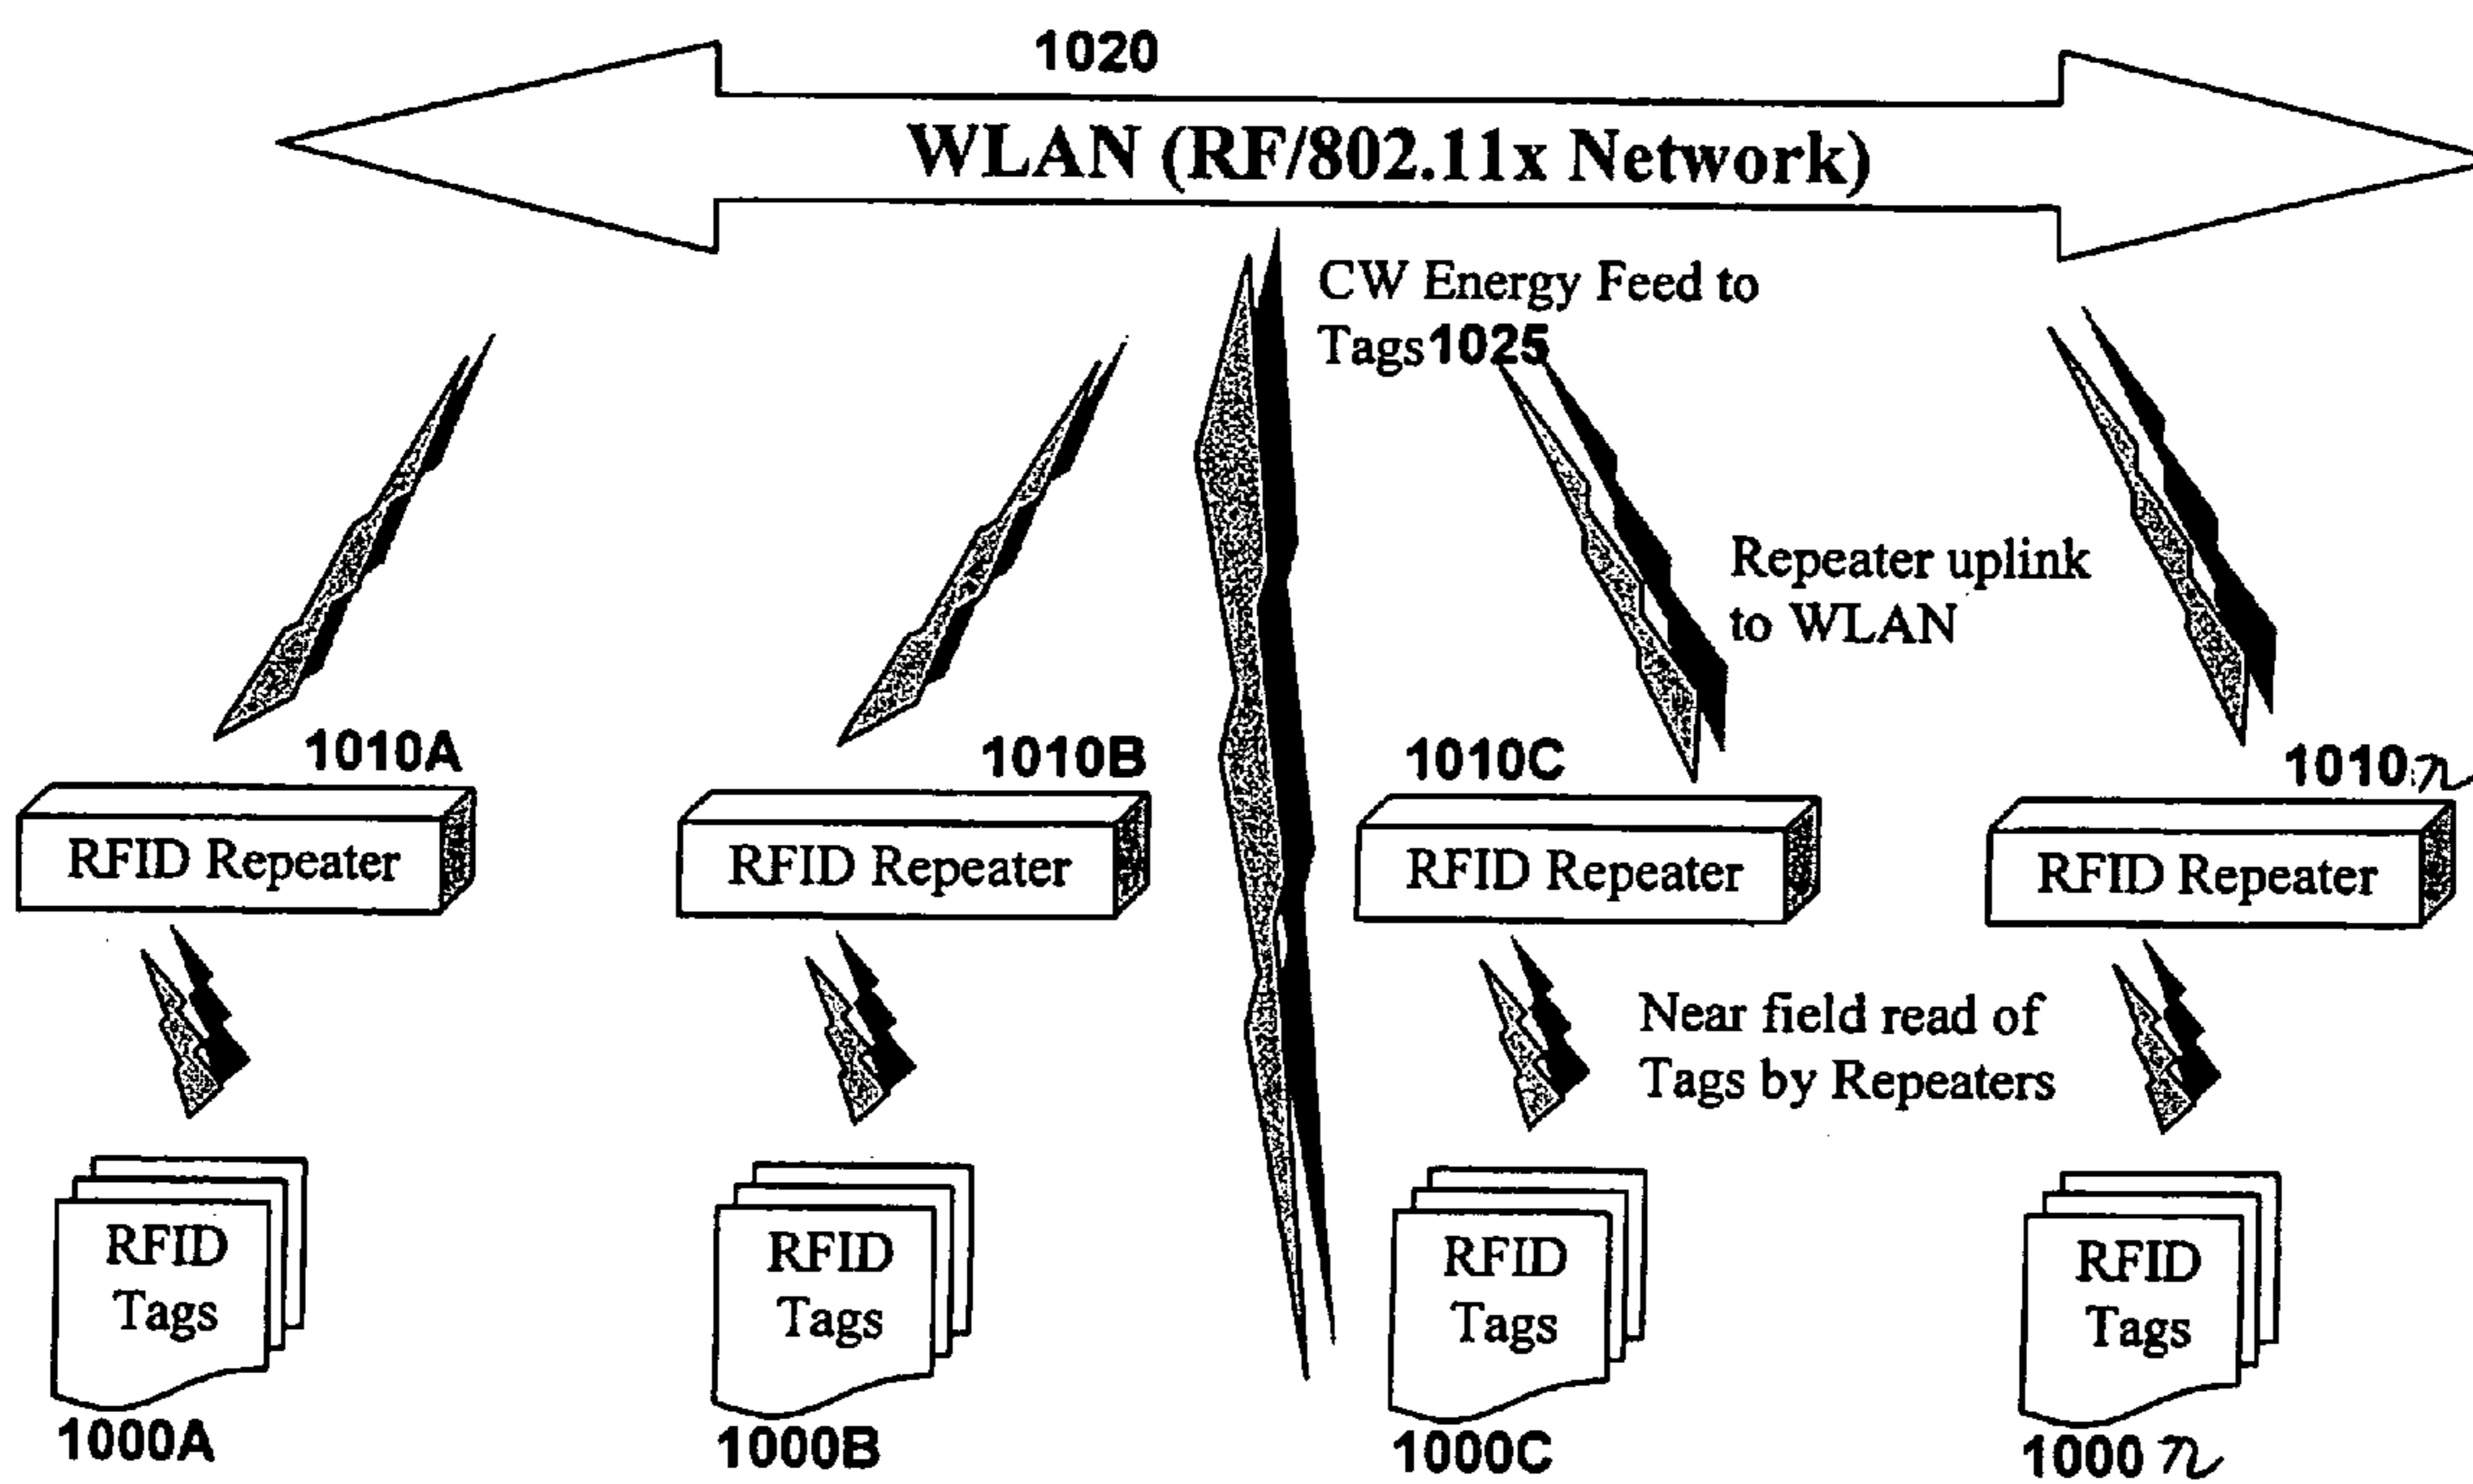 1020
WLAN (RF/802.11x Network)
CW Energy Feed to
Tags1025
Repeater uplink
to WLAN
1010A
1010B
1010C
1010n
RFID Repeater
RFID Repeater
RFID Repeater
RFID Repeater
Near field read of
Tags by Repeaters
RFID
Tags
RFID
Tags
RFID
Tags
RFID
Tags
1000A
1000B
1000C
1000 n